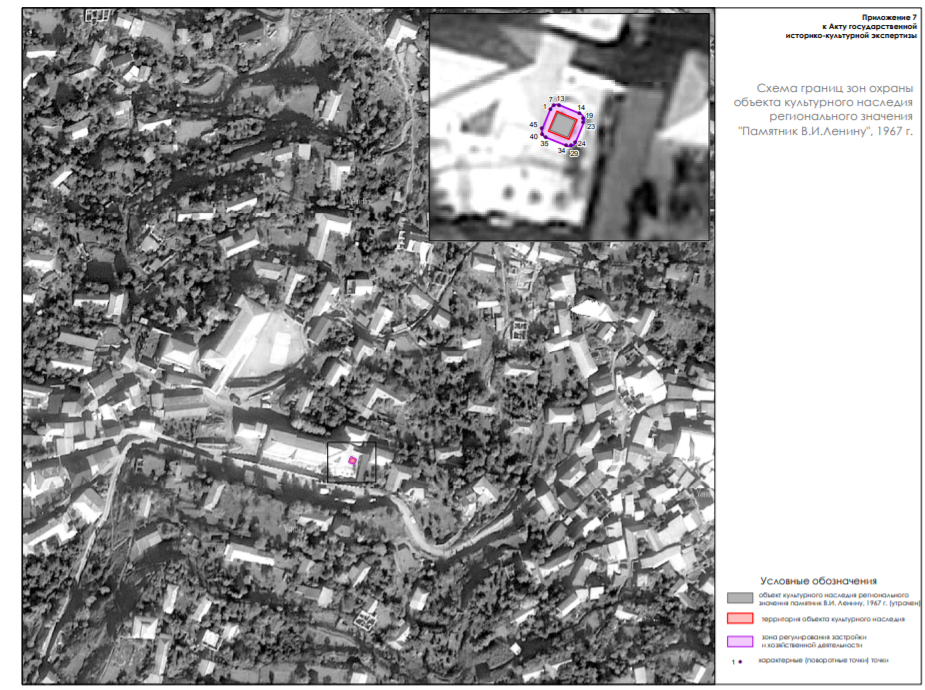 Приложение 7
к Акту государственной
историко-культурной экспертизы
Схема границ зон охраны
объекта культурного наследия
регионального значения
"Памятник В.И.Ленину", 1967 г.
7 13
1
14
19
23
45
40
35
34
24
29
Условные обозначения
объект культурного наследия регионального
значения памятник В.И. Ленину, 1967 г. (утрачен)
территория объекта культурного наследия
зона регулирования застройки
и хозяйственной деятельности
1 характерные (поворотные точки) точки